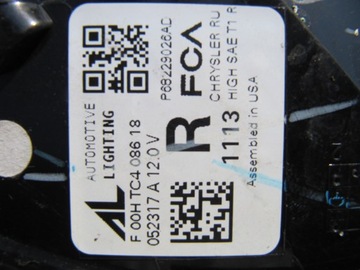 AL
AUTOMOTIVE
LIGHTING
F 00H TC4 086 18
052317 A 12.0 V
P68229026AC
R
FCA
CHRYSLER RU
HIGH SAE T1 R
1113
Assembled in USA